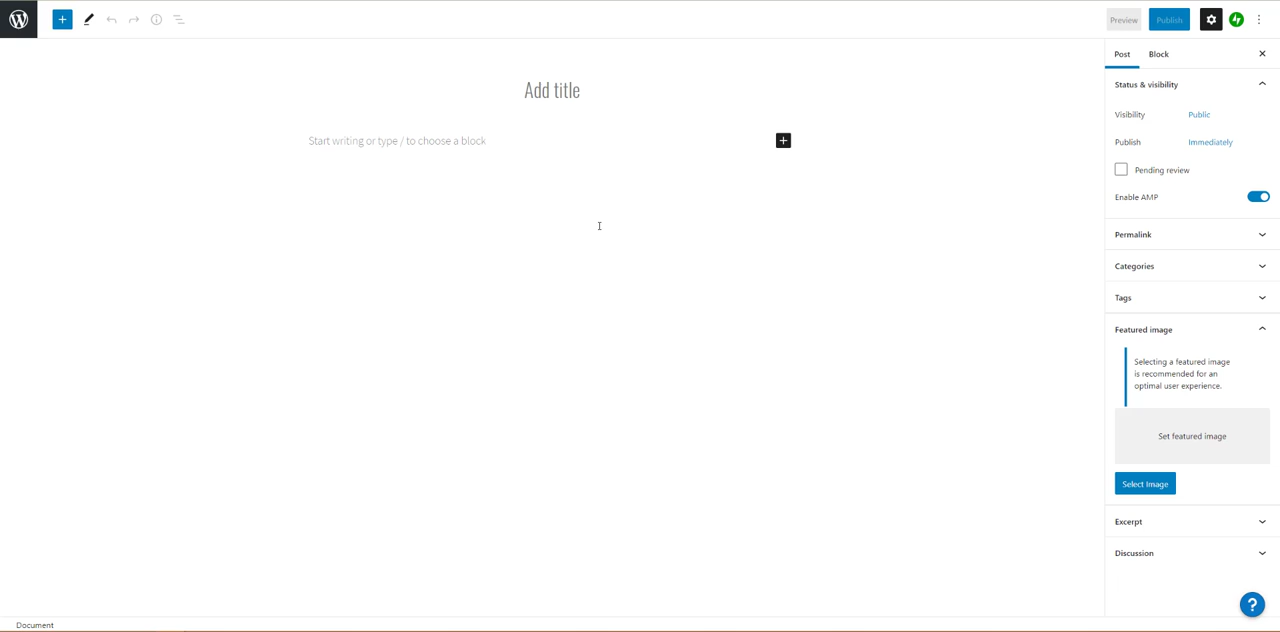 Preview
Publish
Post
Block
Add title
Start writing or type / to choose a block
Status & visibility
Visibility
Public
Publish
Immediately
Pending review
Enable AMP
Permalink
Categories
Tags
Featured image
Selecting a featured image
is recommended for an
optimal user experience.
Set featured image
Select Image
Excerpt
Discussion
Document